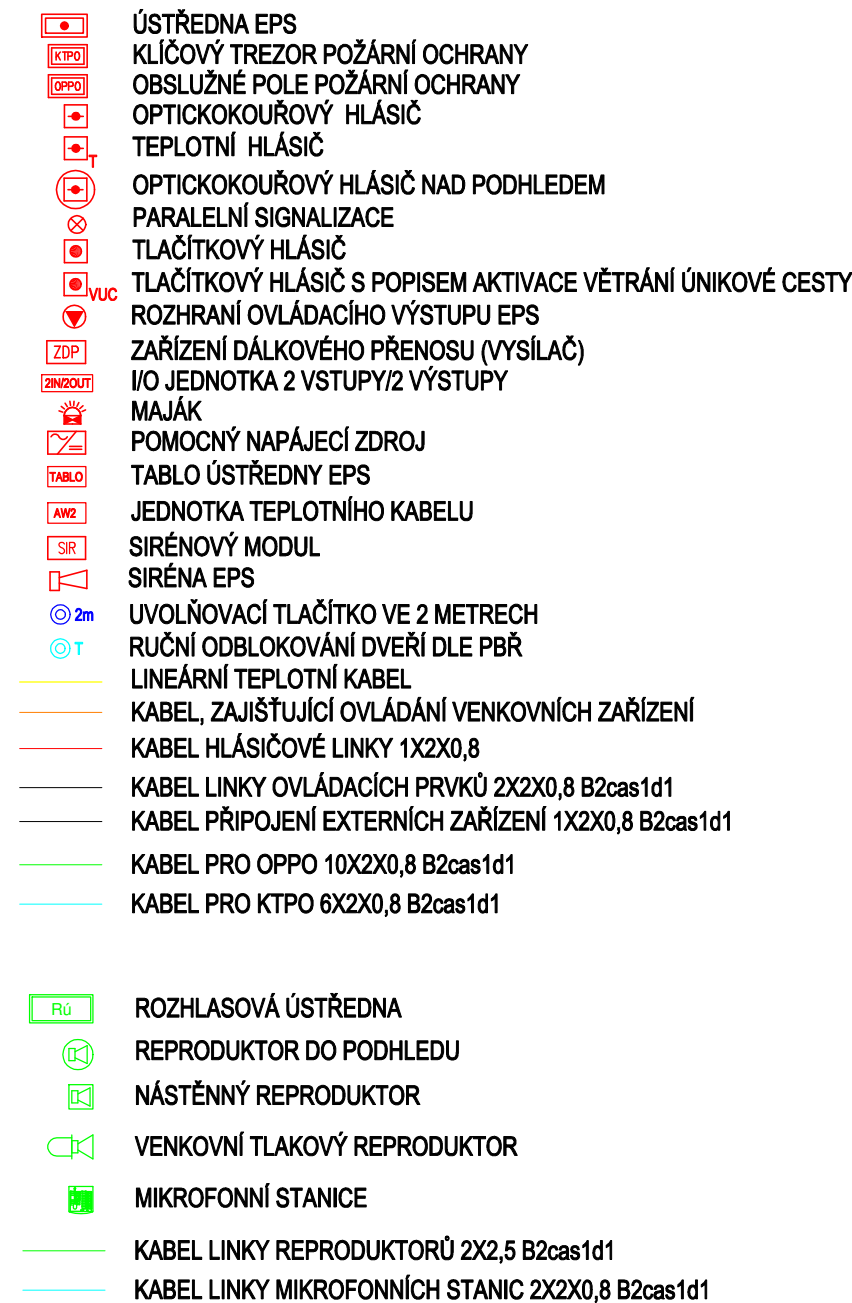 ÚSTŘEDNA EPS
KTPO KLÍČOVÝ TREZOR POŽÁRNÍ OCHRANY
OPPO OBSLUŽNÉ POLE POŽÁRNÍ OCHRANY
OPTICKOKOUŘOVÝ HLÁSIČ
T TEPLOTNÍ HLÁSIČ
OPTICKOKOUŘOVÝ HLÁSIČ NAD PODHLEDEM
PARALELNÍ SIGNALIZACE
TLAČÍTKOVÝ HLÁSIČ
VUC TLAČÍTKOVÝ HLÁSIČ S POPISEM AKTIVACE VĚTRÁNÍ ÚNIKOVÉ CESTY
ROZHRANÍ OVLÁDACÍHO VÝSTUPU EPS
ZDP ZAŘÍZENÍ DÁLKOVÉHO PŘENOSU (VYSÍLAČ)
2IN/2OUT I/O JEDNOTKA 2 VSTUPY/2 VÝSTUPY
MAJÁK
POMOCNÝ NAPÁJECÍ ZDROJ
TABLO TABLO ÚSTŘEDNY EPS
AW2 JEDNOTKA TEPLOTNÍHO KABELU
SIR SIRÉNOVÝ MODUL
SIRÉNA EPS
2m UVOLŇOVACÍ TLAČÍTKO VE 2 METRECH
T RUČNÍ ODBLOKOVÁNÍ DVEŘÍ DLE PBŘ
LINEÁRNÍ TEPLOTNÍ KABEL
KABEL, ZAJIŠŤUJÍCÍ OVLÁDÁNÍ VENKOVNÍCH ZAŘÍZENÍ
KABEL HLÁSIČOVÉ LINKY 1X2X0,8
KABEL LINKY OVLÁDACÍCH PRVKŮ 2X2X0,8 B2cas1d1
KABEL PŘIPOJENÍ EXTERNÍCH ZAŘÍZENÍ 1X2X0,8 B2cas1d1
KABEL PRO OPPO 10X2X0,8 B2cas1d1
KABEL PRO KTPO 6X2X0,8 B2cas1d1
Rú ROZHLASOVÁ ÚSTŘEDNA
REPRODUKTOR DO PODHLEDU
NÁSTĚNNÝ REPRODUKTOR
VENKOVNÍ TLAKOVÝ REPRODUKTOR
MIKROFONNÍ STANICE
KABEL LINKY REPRODUKTORŮ 2X2,5 B2cas1d1
KABEL LINKY MIKROFONNÍCH STANIC 2X2X0,8 B2cas1d1